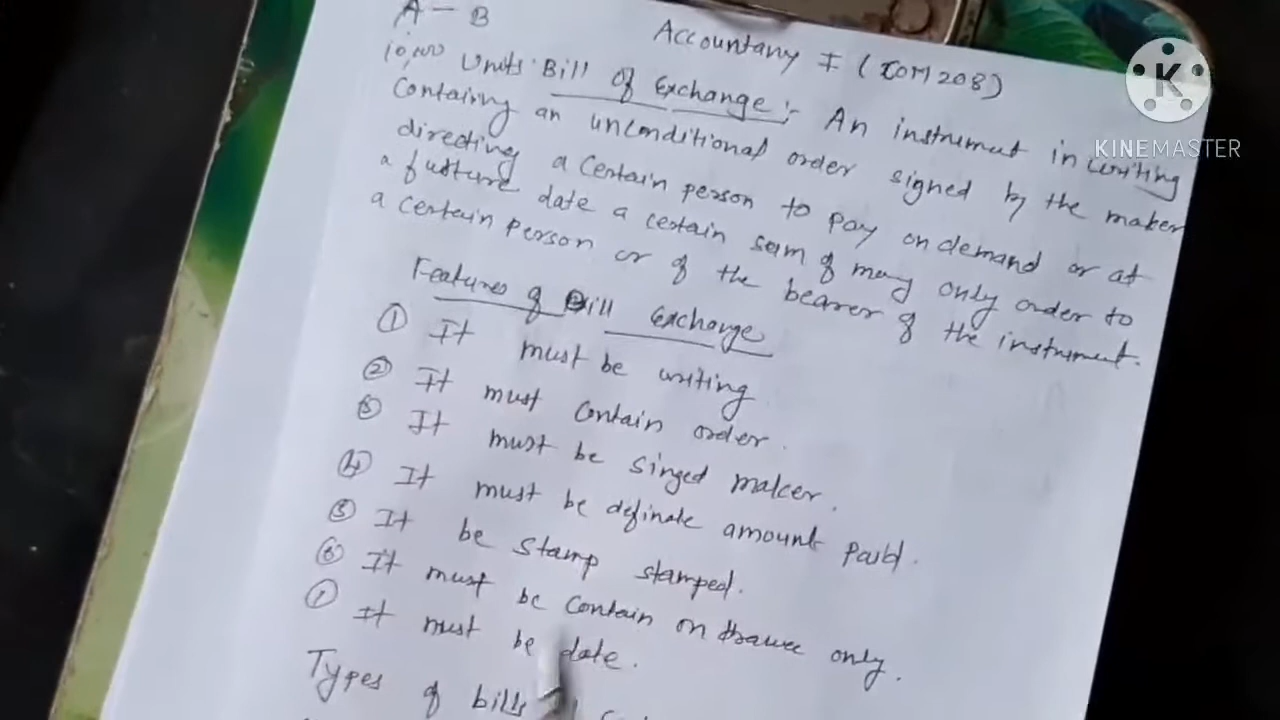 A - B
Accountany I (COM 208)
10,000 Units. Bill of Exchange :- An instrument in writing
Containg an unconditional order signed by the maker
directing a certain person to pay on demand or at
a futture date a certain sum of money only order to
a certain person or of the bearer of the instrument.
Features of Bill Exchange
① It must be writing
② It must contain order.
③ It must be singed maker.
④ It must be definate amount paid.
⑤ It be stamp stamped.
⑥ It must be contain on drawee only.
⑦ It must be date.
Types of bills
K
KINEMASTER